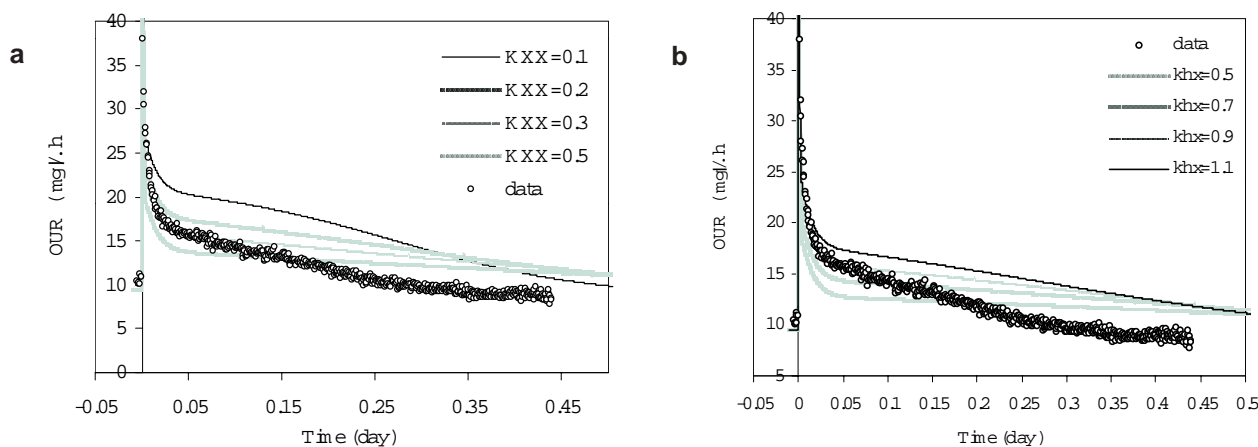 a
OUR (mgl/.h)
40
35
30
25
20
15
10
5
0
-0.05
0.05
0.15
0.25
0.35
0.45
Time(day)
KXX=0.1
KXX=0.2
KXX=0.3
KXX=0.5
data
b
OUR (mgl/.h)
40
35
30
25
20
15
10
5
-0.05
0
0.05
0.1
0.15
0.2
0.25
0.3
0.35
0.4
0.45
0.5
Time(day)
data
khx=0.5
khx=0.7
khx=0.9
khx=1.1